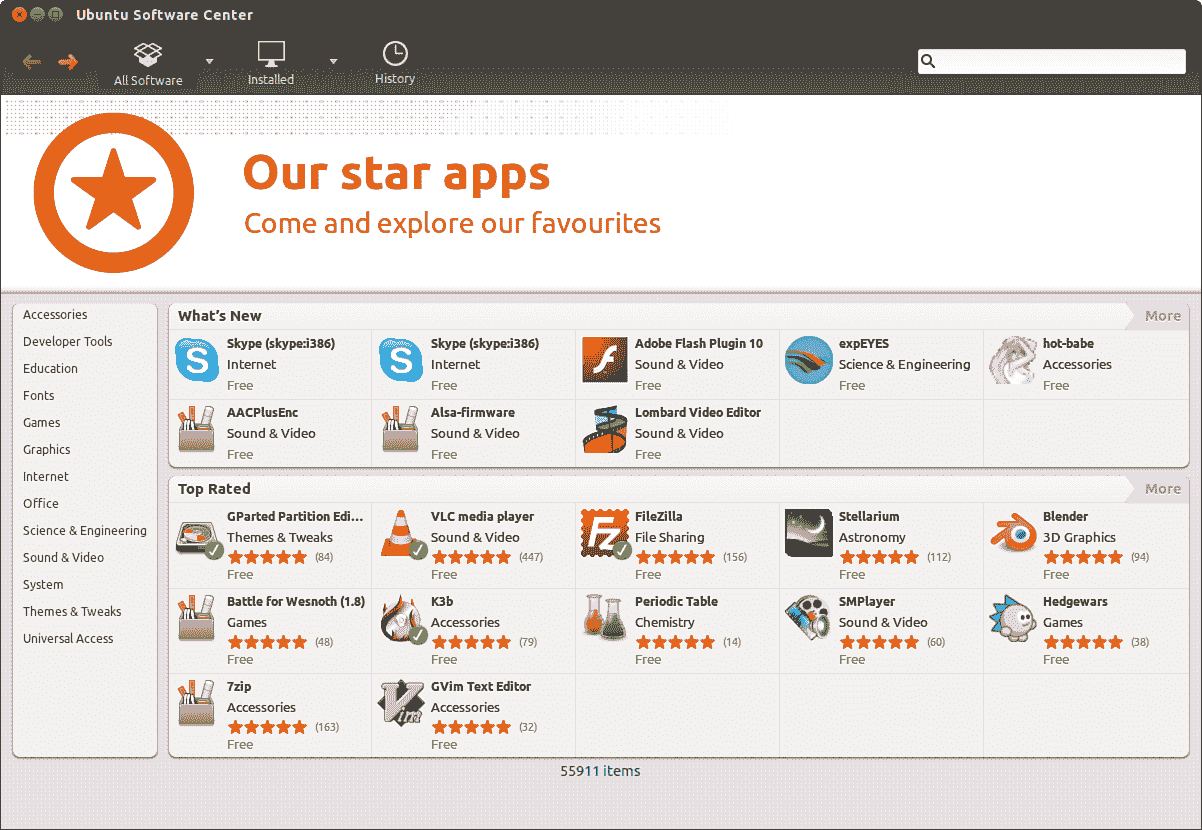 Ubuntu Software Center
All Software
Installed
History
Our star apps
Come and explore our favourites
Accessories
Developer Tools
Education
Fonts
Games
Graphics
Internet
Office
Science & Engineering
Sound & Video
System
Themes & Tweaks
Universal Access
What's New
More
Skype (skype:i386)
Internet
Free
Skype (skype:i386)
Internet
Free
Adobe Flash Plugin 10
Sound & Video
Free
expEYES
Science & Engineering
Free
hot-babe
Accessories
Free
AACPlusEnc
Sound & Video
Free
Alsa-firmware
Sound & Video
Free
Lombard Video Editor
Sound & Video
Free
Top Rated
More
GParted Partition Edi...
Themes & Tweaks
(84)
Free
VLC media player
Sound & Video
(447)
Free
FileZilla
File Sharing
(156)
Free
Stellarium
Astronomy
(112)
Free
Blender
3D Graphics
(94)
Free
Battle for Wesnoth (1.8)
Games
(48)
Free
K3b
Accessories
(79)
Free
Periodic Table
Chemistry
(14)
Free
SMPlayer
Sound & Video
(60)
Free
Hedgewars
Games
(38)
Free
7zip
Accessories
(163)
Free
GVim Text Editor
Accessories
(32)
Free
55911 items